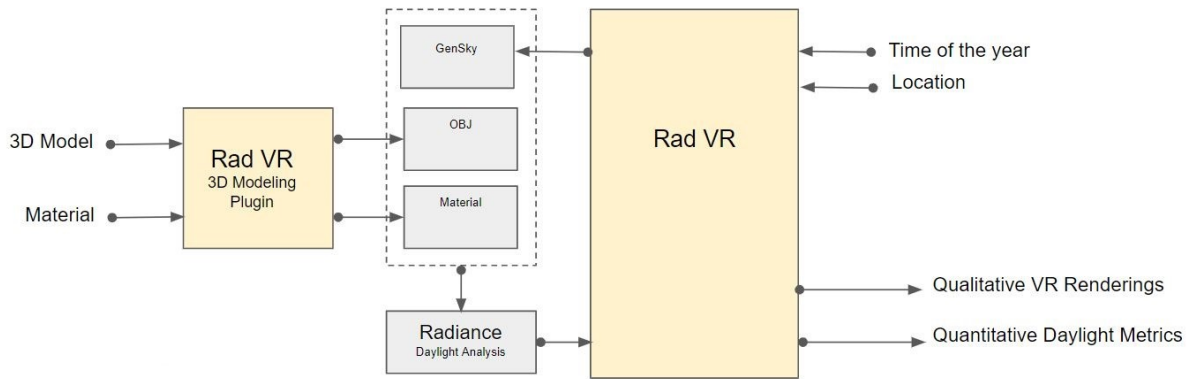 3D Model
Material
Rad VR
3D Modeling
Plugin
GenSky
OBJ
Material
Radiance
Daylight Analysis
Rad VR
Time of the year
Location
Qualitative VR Renderings
Quantitative Daylight Metrics